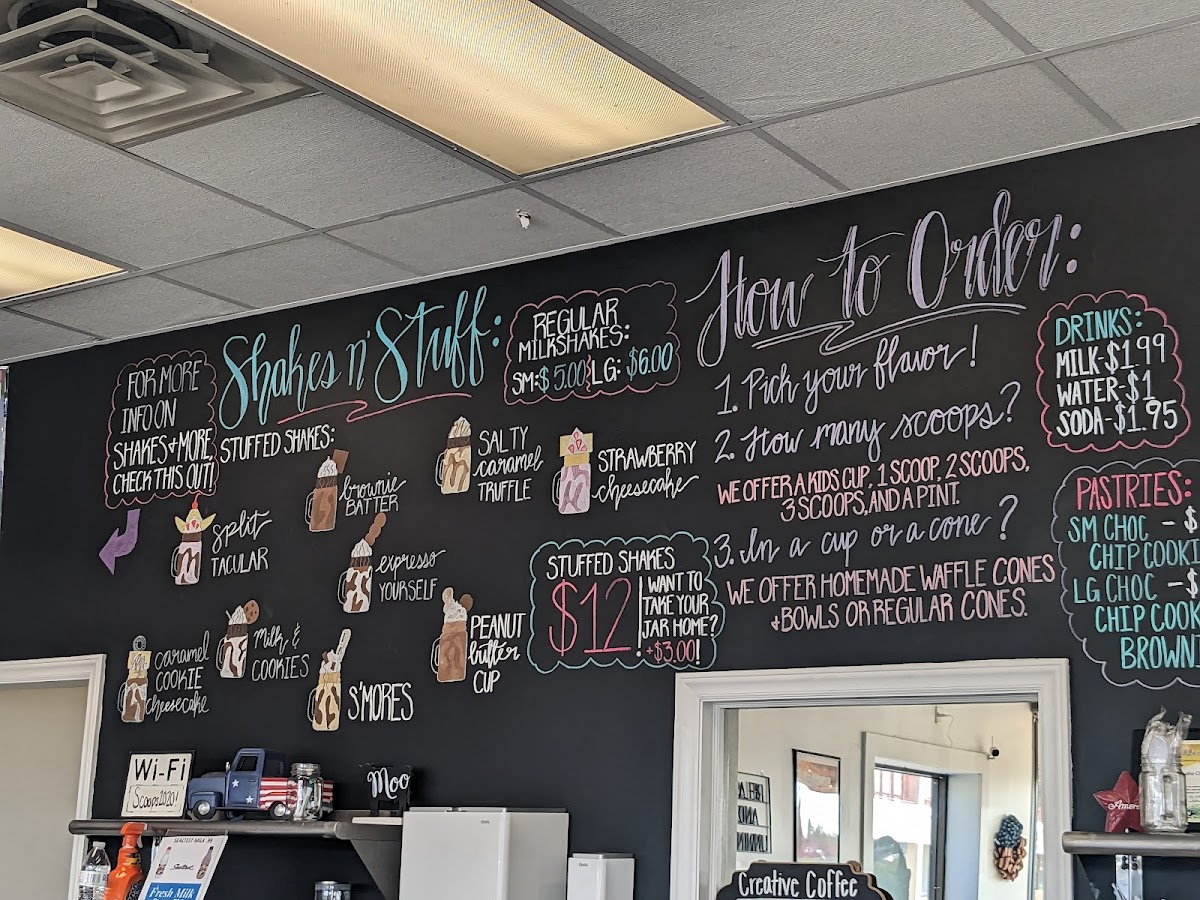 FOR MORE
INFO ON
SHAKES + MORE,
CHECK THIS OUT!
Shakes n' Stuff:
STUFFED SHAKES:
brownie
BATTER
SALTY
caramel
TRUFFLE
STRAWBERRY
cheesecake
split
TACULAR
expresso
YOURSELF
caramel
COOKIE
cheesecake
Milk &
COOKIES
S'MORES
PEANUT
butter
CUP
REGULAR
MILKSHAKES:
SM: $5.00 LG: $6.00
STUFFED SHAKES
$12
WANT TO
TAKE YOUR
JAR HOME?
+$3.00!
How to Order:
1. Pick your flavor!
2. How many scoops?
WE OFFER A KIDS CUP, 1 SCOOP, 2 SCOOPS,
3 SCOOPS, AND A PINT.
3. In a cup or a cone?
WE OFFER HOMEMADE WAFFLE CONES
+BOWLS OR REGULAR CONES.
DRINKS:
MILK-$1.99
WATER-$1
SODA-$1.95
PASTRIES:
SM CHOC - $
CHIP COOKI
LG CHOC - $
CHIP COOK
BROWN
Wi-Fi
Scoops2020!
Moo
Fresh Milk
Creative Coffee
RELAX
AND
UNWIND
Ameri